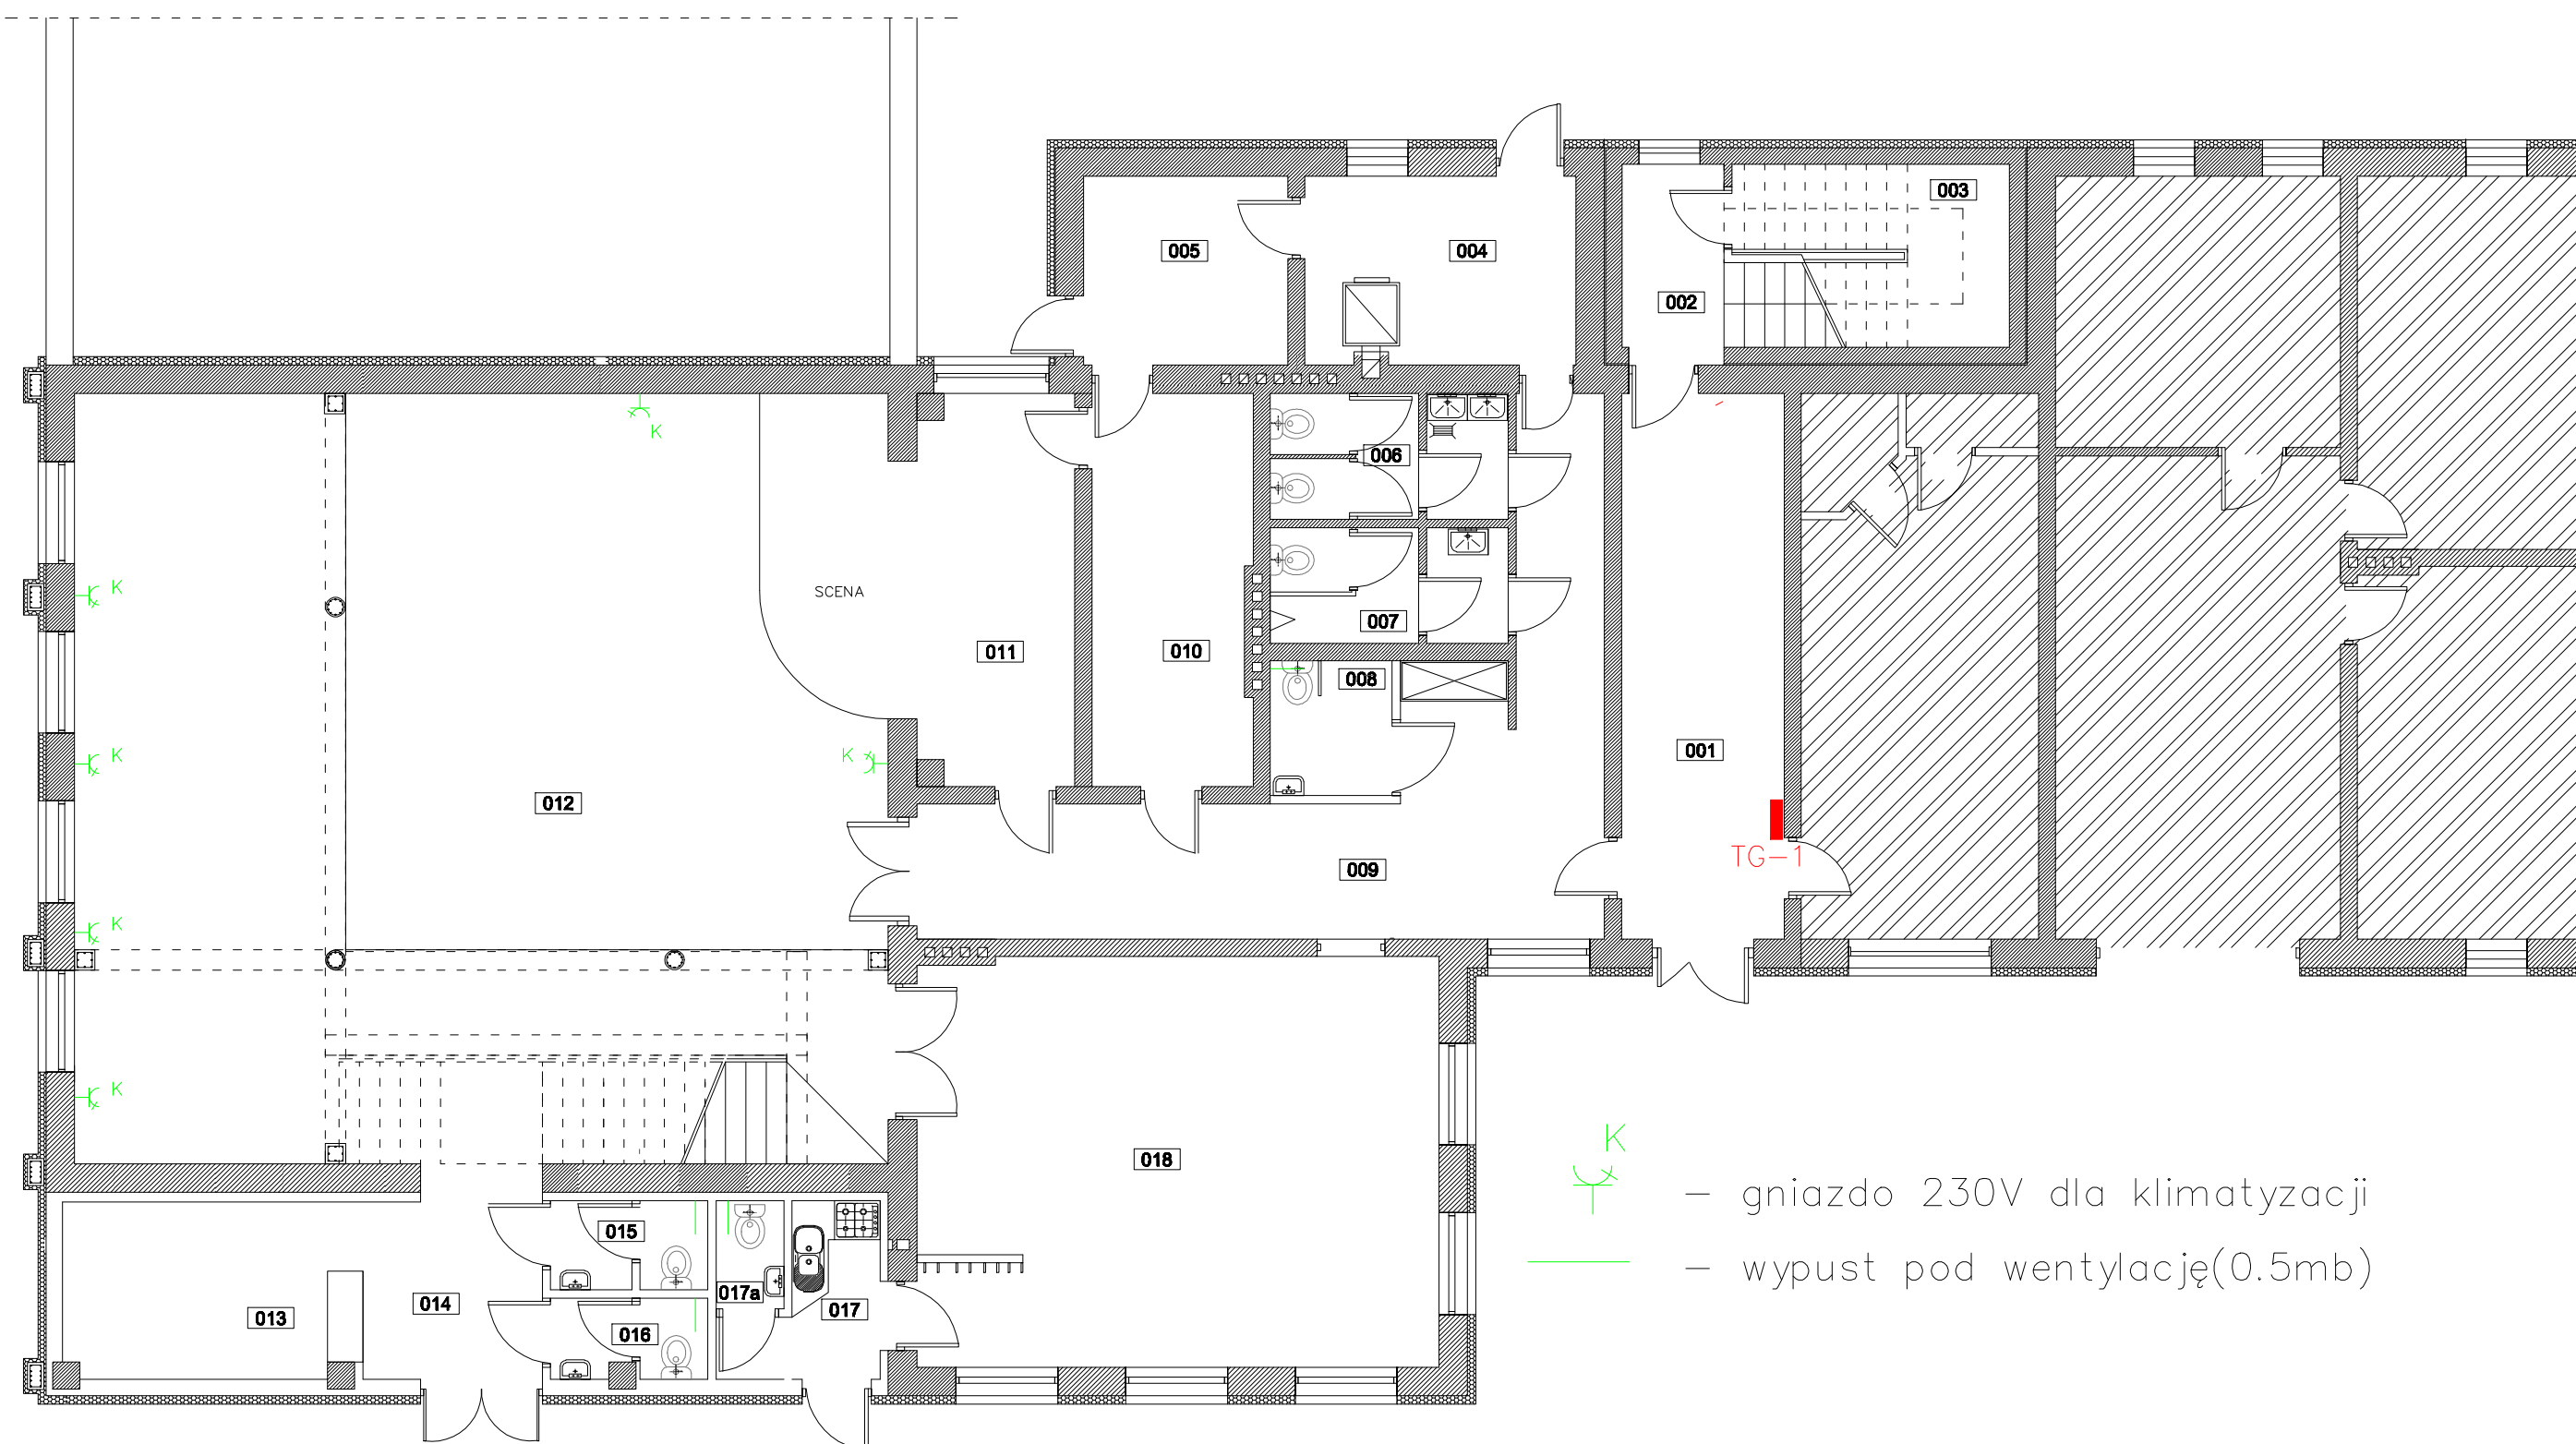 003
005
004
002
K
006
K
SCENA
007
011
010
008
K
K
001
012
TG-1
009
K
K
018
K
– gniazdo 230V dla klimatyzacji
015
– wypust pod wentylację(0.5mb)
017a
014
017
013
016